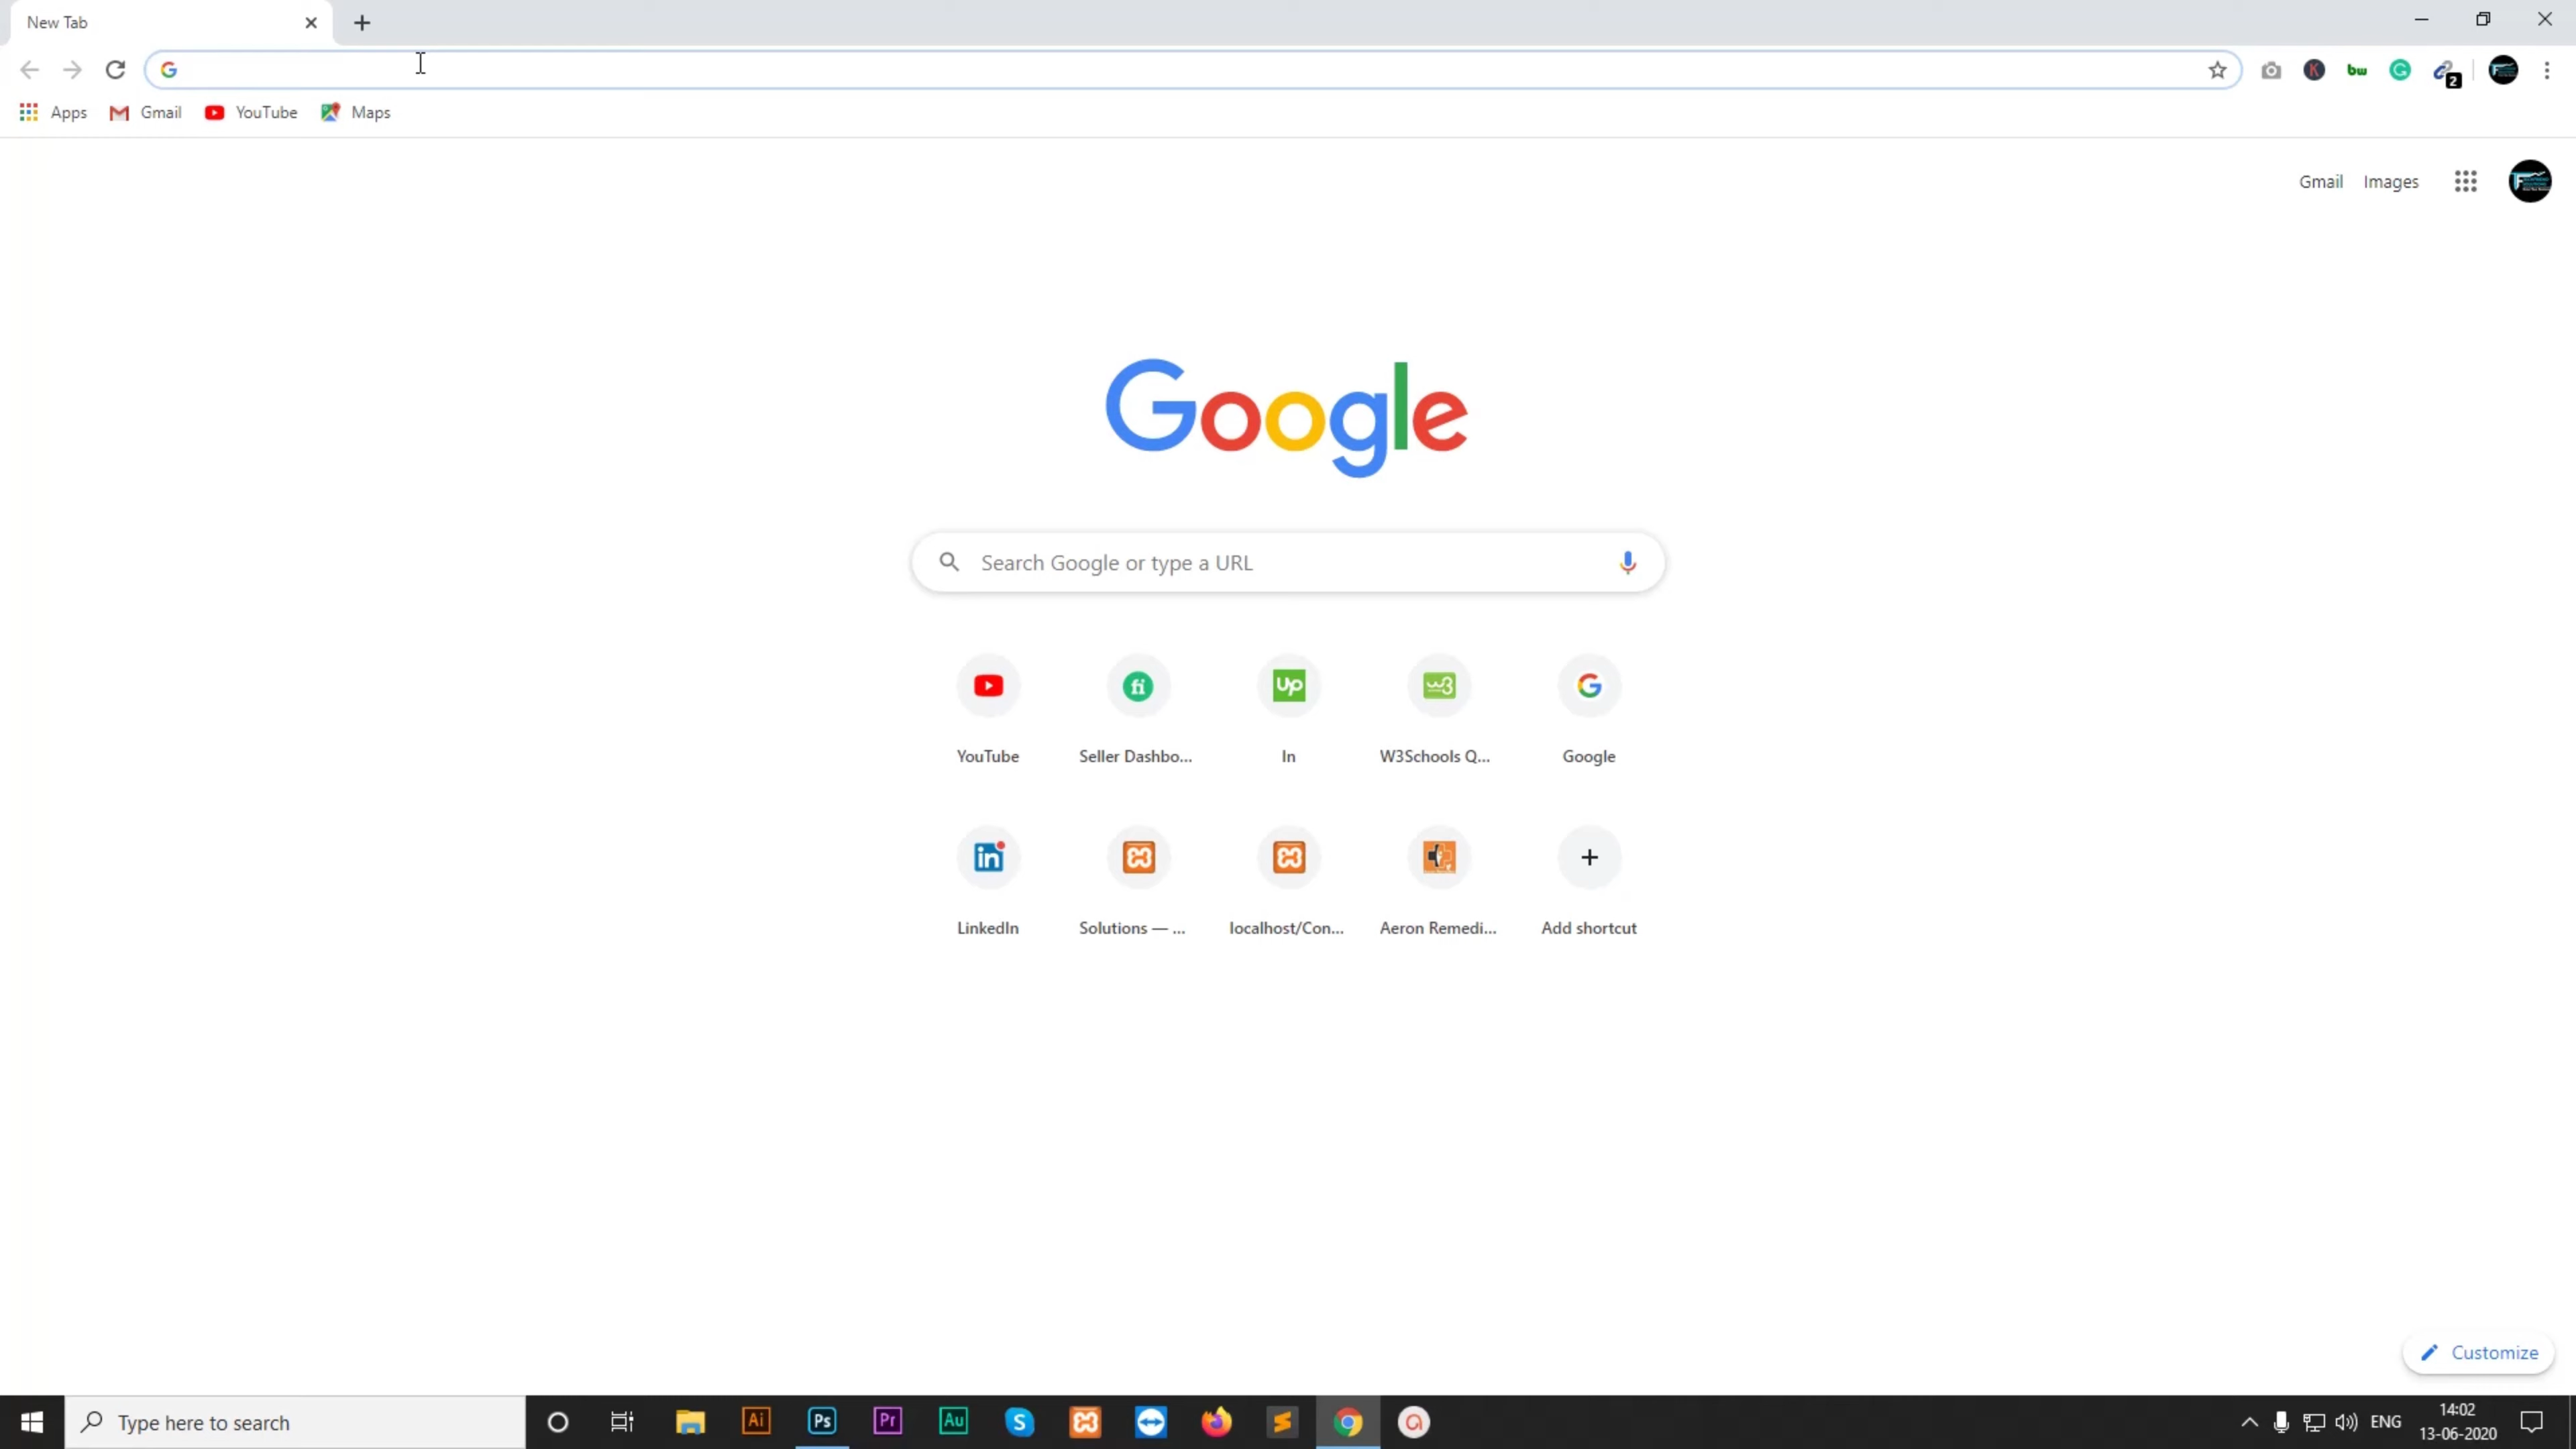 New Tab
Apps Gmail YouTube Maps
2
Gmail Images
Google
Search Google or type a URL
YouTube Seller Dashbo... In W3Schools Q... Google
LinkedIn Solutions — ... localhost/Con... Aeron Remedi... Add shortcut
Customize
Type here to search
ENG
14:02
13-06-2020